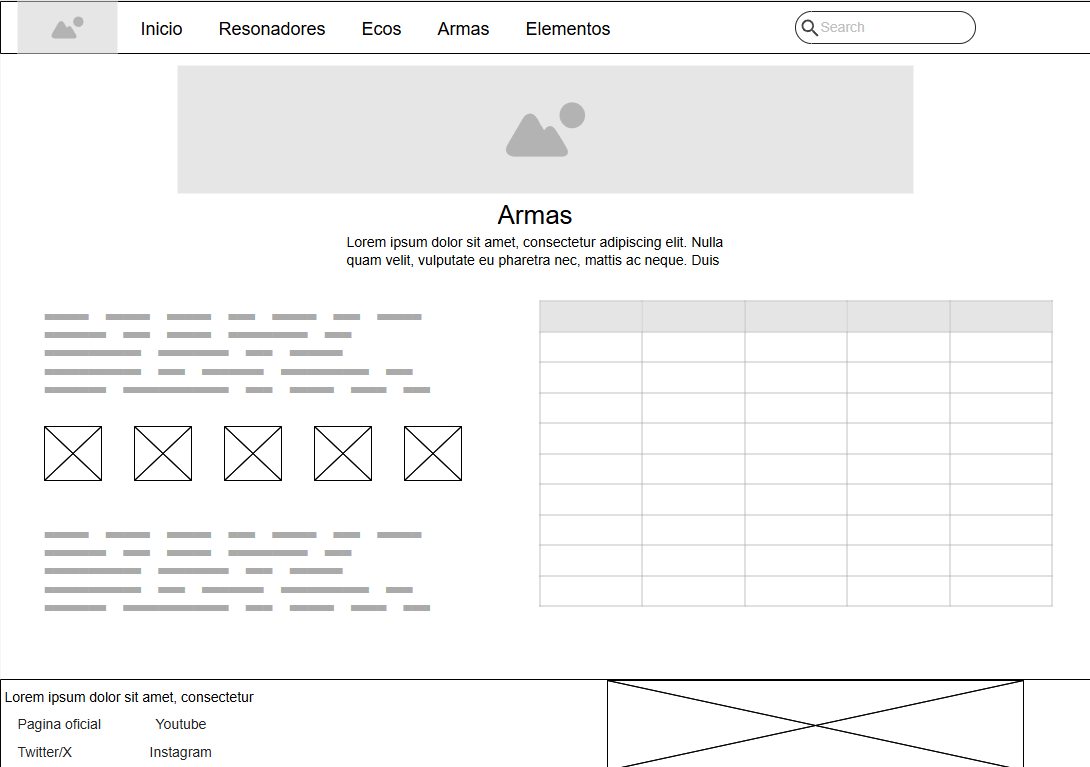 Inicio Resonadores Ecos Armas Elementos Search
Armas
Lorem ipsum dolor sit amet, consectetur adipiscing elit. Nulla
quam velit, vulputate eu pharetra nec, mattis ac neque. Duis
Lorem ipsum dolor sit amet, consectetur
Pagina oficial Youtube
Twitter/X Instagram